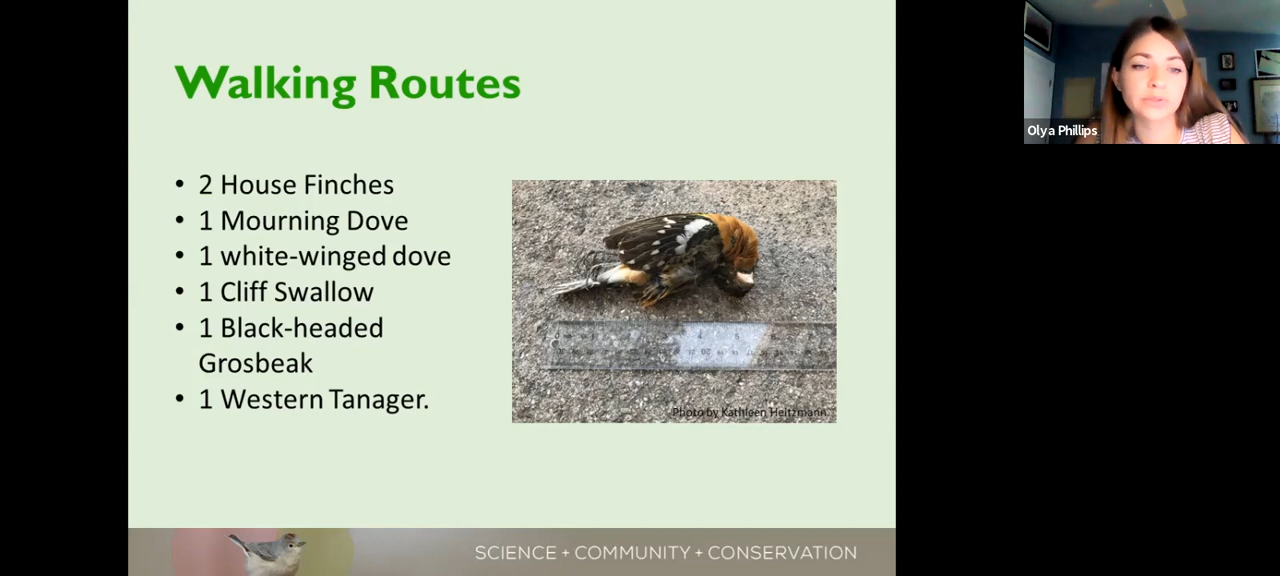 Walking Routes
• 2 House Finches
• 1 Mourning Dove
• 1 white-winged dove
• 1 Cliff Swallow
• 1 Black-headed
Grosbeak
• 1 Western Tanager.
Photo by Kathleen Heitzmann
SCIENCE + COMMUNITY + CONSERVATION
Olya Phillips